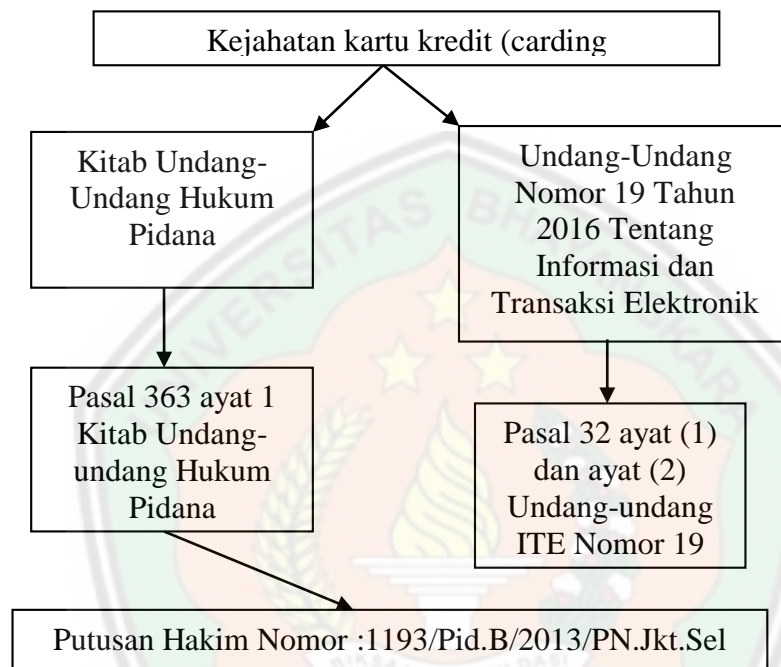 Kejahatan kartu kredit (carding
Kitab Undang-
Undang Hukum
Pidana
Undang-Undang
Nomor 19 Tahun
2016 Tentang
Informasi dan
Transaksi Elektronik
Pasal 363 ayat 1
Kitab Undang-
undang Hukum
Pidana
Pasal 32 ayat (1)
dan ayat (2)
Undang-undang
ITE Nomor 19
Putusan Hakim Nomor :1193/Pid.B/2013/PN.Jkt.Sel
UNIVERSITAS BHAYANGKARA